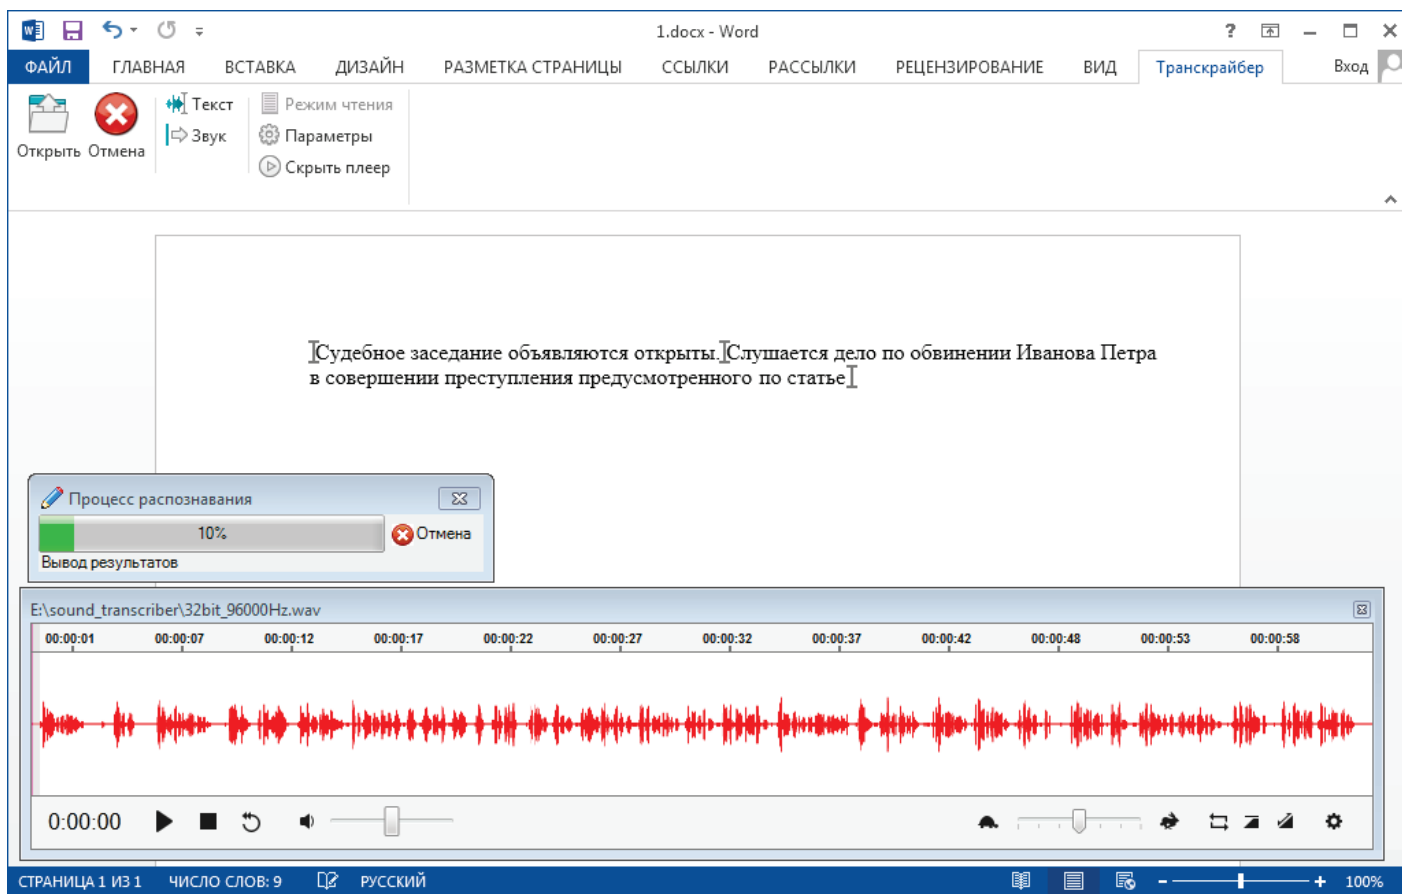 1.docx - Word
?
ФАЙЛ ГЛАВНАЯ ВСТАВКА ДИЗАЙН РАЗМЕТКА СТРАНИЦЫ ССЫЛКИ РАССЫЛКИ РЕЦЕНЗИРОВАНИЕ ВИД Транскрайбер Вход
Открыть Отмена
Текст
Звук
Режим чтения
Параметры
Скрыть плеер
Судебное заседание объявляются открыты. Слушается дело по обвинении Иванова Петра
в совершении преступления предусмотренного по статье
Процесс распознавания
10% Отмена
Вывод результатов
E:\sound_transcriber\32bit_96000Hz.wav
00:00:01 00:00:07 00:00:12 00:00:17 00:00:22 00:00:27 00:00:32 00:00:37 00:00:42 00:00:48 00:00:53 00:00:58
0:00:00
СТРАНИЦА 1 ИЗ 1 ЧИСЛО СЛОВ: 9 РУССКИЙ 100%